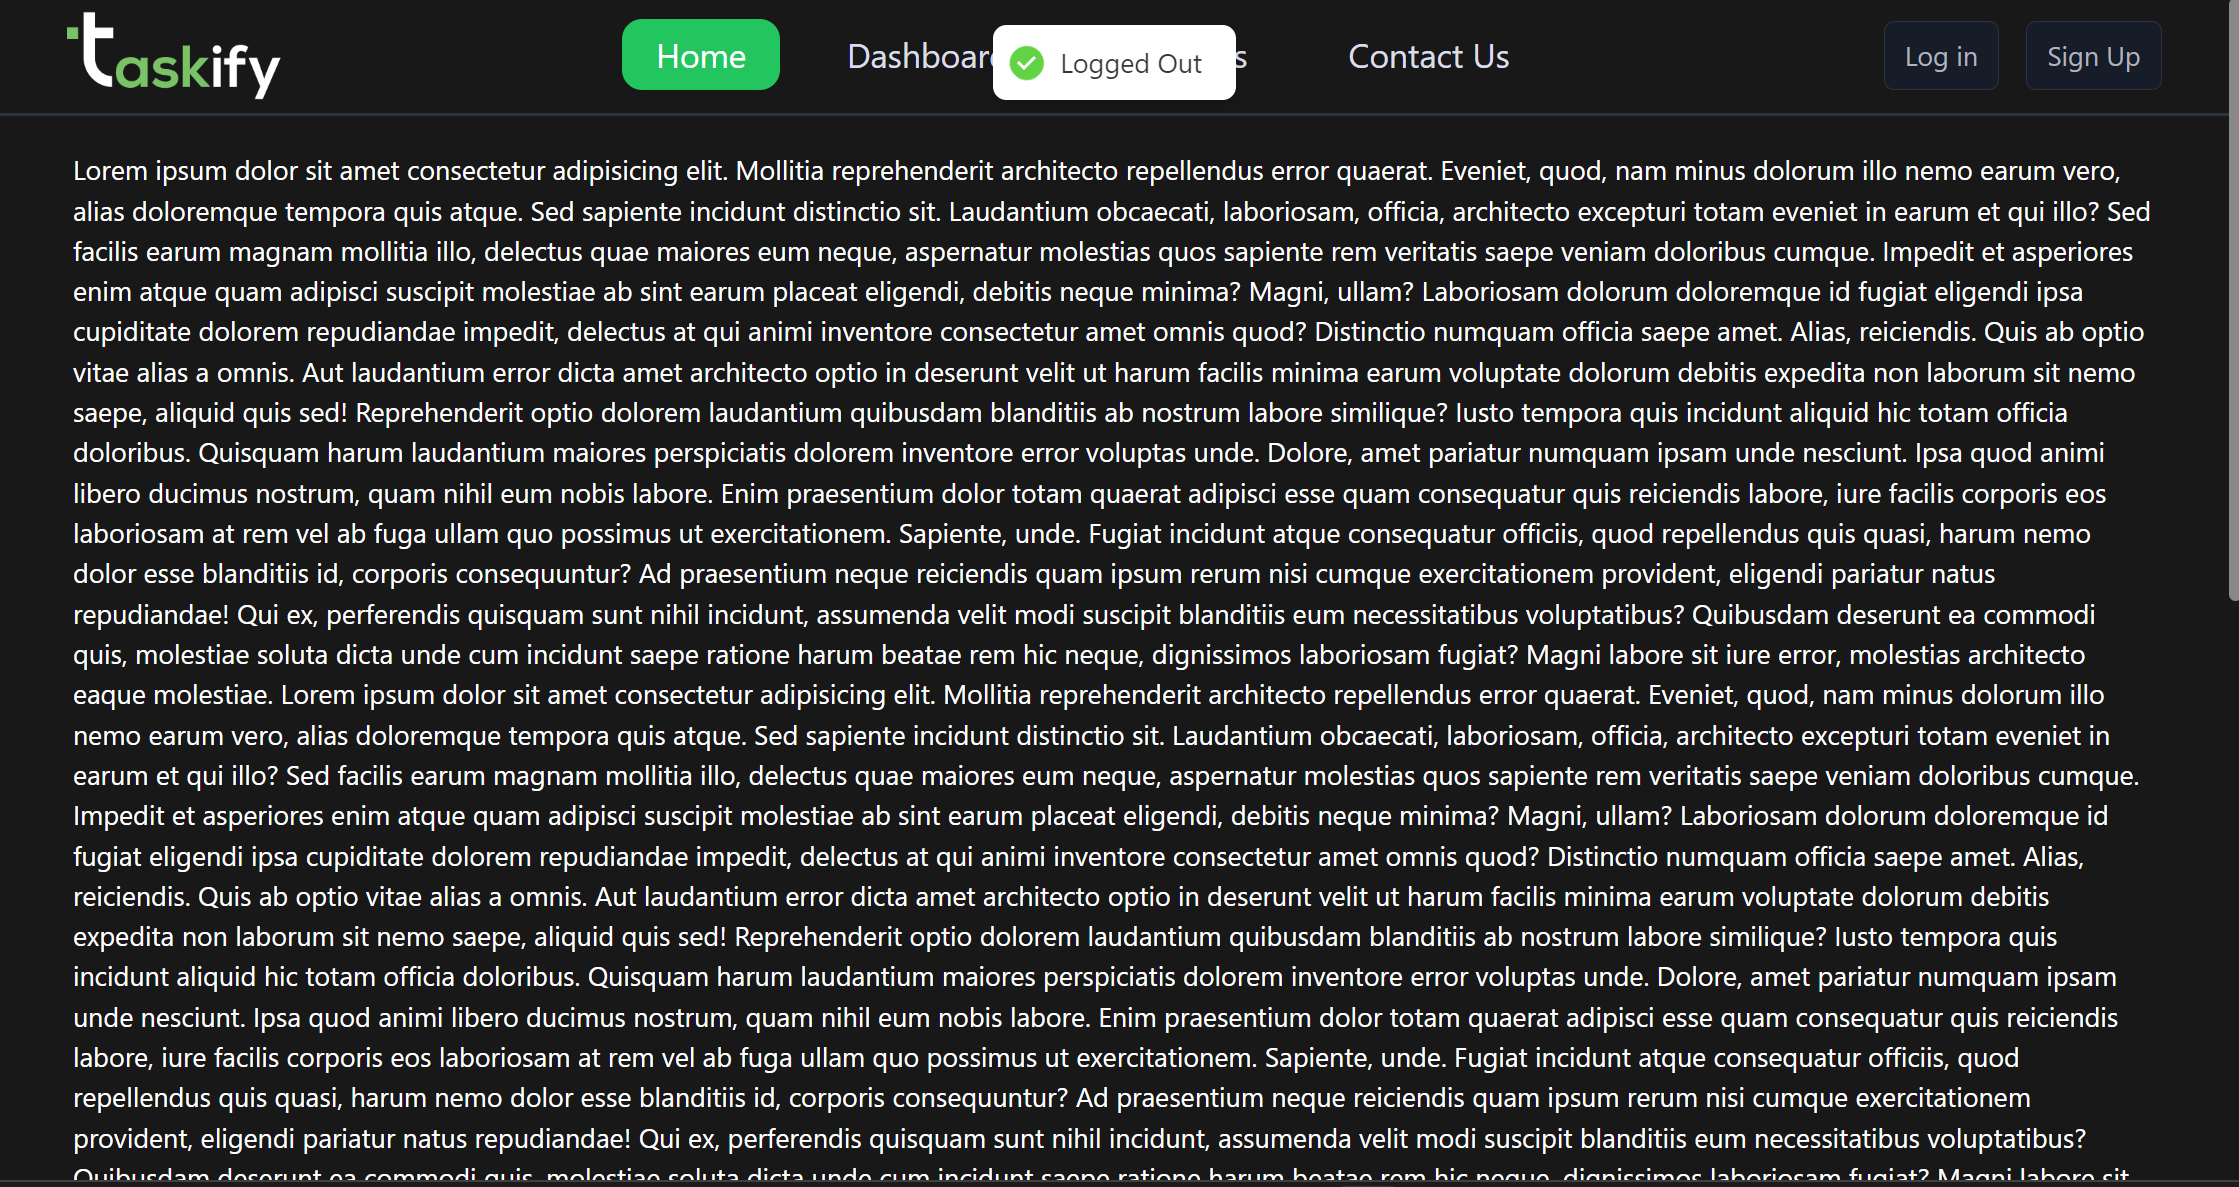 taskify
Home
Logged Out
Contact Us
Log in
Sign Up
Lorem ipsum dolor sit amet consectetur adipisicing elit. Mollitia reprehenderit architecto repellendus error quaerat. Eveniet, quod, nam minus dolorum illo nemo earum vero,
alias doloremque tempora quis atque. Sed sapiente incidunt distinctio sit. Laudantium obcaecati, laboriosam, officia, architecto excepturi totam eveniet in earum et qui illo? Sed
facilis earum magnam mollitia illo, delectus quae maiores eum neque, aspernatur molestias quos sapiente rem veritatis saepe veniam doloribus cumque. Impedit et asperiores
enim atque quam adipisci suscipit molestiae ab sint earum placeat eligendi, debitis neque minima? Magni, ullam? Laboriosam dolorum doloremque id fugiat eligendi ipsa
cupiditate dolorem repudiandae impedit, delectus at qui animi inventore consectetur amet omnis quod? Distinctio numquam officia saepe amet. Alias, reiciendis. Quis ab optio
vitae alias a omnis. Aut laudantium error dicta amet architecto optio in deserunt velit ut harum facilis minima earum voluptate dolorum debitis expedita non laborum sit nemo
saepe, aliquid quis sed! Reprehenderit optio dolorem laudantium quibusdam blanditiis ab nostrum labore similique? Iusto tempora quis incidunt aliquid hic totam officia
doloribus. Quisquam harum laudantium maiores perspiciatis dolorem inventore error voluptas unde. Dolore, amet pariatur numquam ipsam unde nesciunt. Ipsa quod animi
libero ducimus nostrum, quam nihil eum nobis labore. Enim praesentium dolor totam quaerat adipisci esse quam consequatur quis reiciendis labore, iure facilis corporis eos
laboriosam at rem vel ab fuga ullam quo possimus ut exercitationem. Sapiente, unde. Fugiat incidunt atque consequatur officiis, quod repellendus quis quasi, harum nemo
dolor esse blanditiis id, corporis consequuntur? Ad praesentium neque reiciendis quam ipsum rerum nisi cumque exercitationem provident, eligendi pariatur natus
repudiandae! Qui ex, perferendis quisquam sunt nihil incidunt, assumenda velit modi suscipit blanditiis eum necessitatibus voluptatibus? Quibusdam deserunt ea commodi
quis, molestiae soluta dicta unde cum incidunt saepe ratione harum beatae rem hic neque, dignissimos laboriosam fugiat? Magni labore sit iure error, molestias architecto
eaque molestiae. Lorem ipsum dolor sit amet consectetur adipisicing elit. Mollitia reprehenderit architecto repellendus error quaerat. Eveniet, quod, nam minus dolorum illo
nemo earum vero, alias doloremque tempora quis atque. Sed sapiente incidunt distinctio sit. Laudantium obcaecati, laboriosam, officia, architecto excepturi totam eveniet in
earum et qui illo? Sed facilis earum magnam mollitia illo, delectus quae maiores eum neque, aspernatur molestias quos sapiente rem veritatis saepe veniam doloribus cumque.
Impedit et asperiores enim atque quam adipisci suscipit molestiae ab sint earum placeat eligendi, debitis neque minima? Magni, ullam? Laboriosam dolorum doloremque id
fugiat eligendi ipsa cupiditate dolorem repudiandae impedit, delectus at qui animi inventore consectetur amet omnis quod? Distinctio numquam officia saepe amet. Alias,
reiciendis. Quis ab optio vitae alias a omnis. Aut laudantium error dicta amet architecto optio in deserunt velit ut harum facilis minima earum voluptate dolorum debitis
expedita non laborum sit nemo saepe, aliquid quis sed! Reprehenderit optio dolorem laudantium quibusdam blanditiis ab nostrum labore similique? Iusto tempora quis
incidunt aliquid hic totam officia doloribus. Quisquam harum laudantium maiores perspiciatis dolorem inventore error voluptas unde. Dolore, amet pariatur numquam ipsam
unde nesciunt. Ipsa quod animi libero ducimus nostrum, quam nihil eum nobis labore. Enim praesentium dolor totam quaerat adipisci esse quam consequatur quis reiciendis
labore, iure facilis corporis eos laboriosam at rem vel ab fuga ullam quo possimus ut exercitationem. Sapiente, unde. Fugiat incidunt atque consequatur officiis, quod
repellendus quis quasi, harum nemo dolor esse blanditiis id, corporis consequuntur? Ad praesentium neque reiciendis quam ipsum rerum nisi cumque exercitationem
provident, eligendi pariatur natus repudiandae! Qui ex, perferendis quisquam sunt nihil incidunt, assumenda velit modi suscipit blanditiis eum necessitatibus voluptatibus?
Quibusdam deserunt ea commodi quis, molestiae soluta dicta unde cum incidunt saepe ratione harum beatae rem hic neque, dignissimos laboriosam fugiat? Magni labore sit